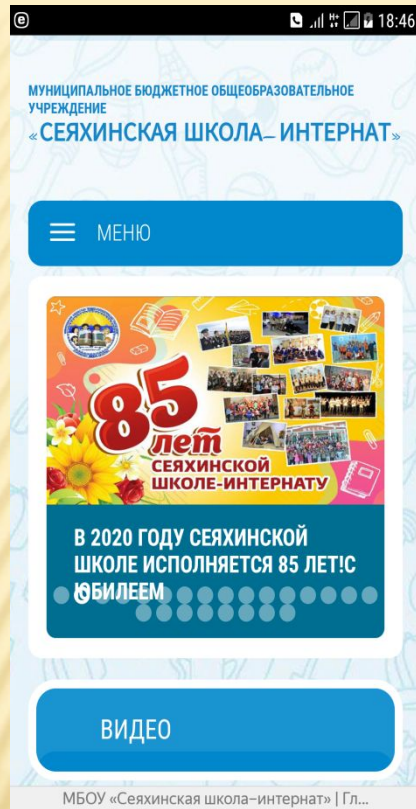 18:46
МУНИЦИПАЛЬНОЕ БЮДЖЕТНОЕ ОБЩЕОБРАЗОВАТЕЛЬНОЕ
УЧРЕЖДЕНИЕ
«СЕЯХИНСКАЯ ШКОЛА– ИНТЕРНАТ»
МЕНЮ
85
лет
СЕЯХИНСКОЙ
ШКОЛЕ-ИНТЕРНАТУ
В 2020 ГОДУ СЕЯХИНСКОЙ
ШКОЛЕ ИСПОЛНЯЕТСЯ 85 ЛЕТ!С
ЮБИЛЕЕМ
ВИДЕО
МБОУ «Сеяхинская школа-интернат» | Гл...